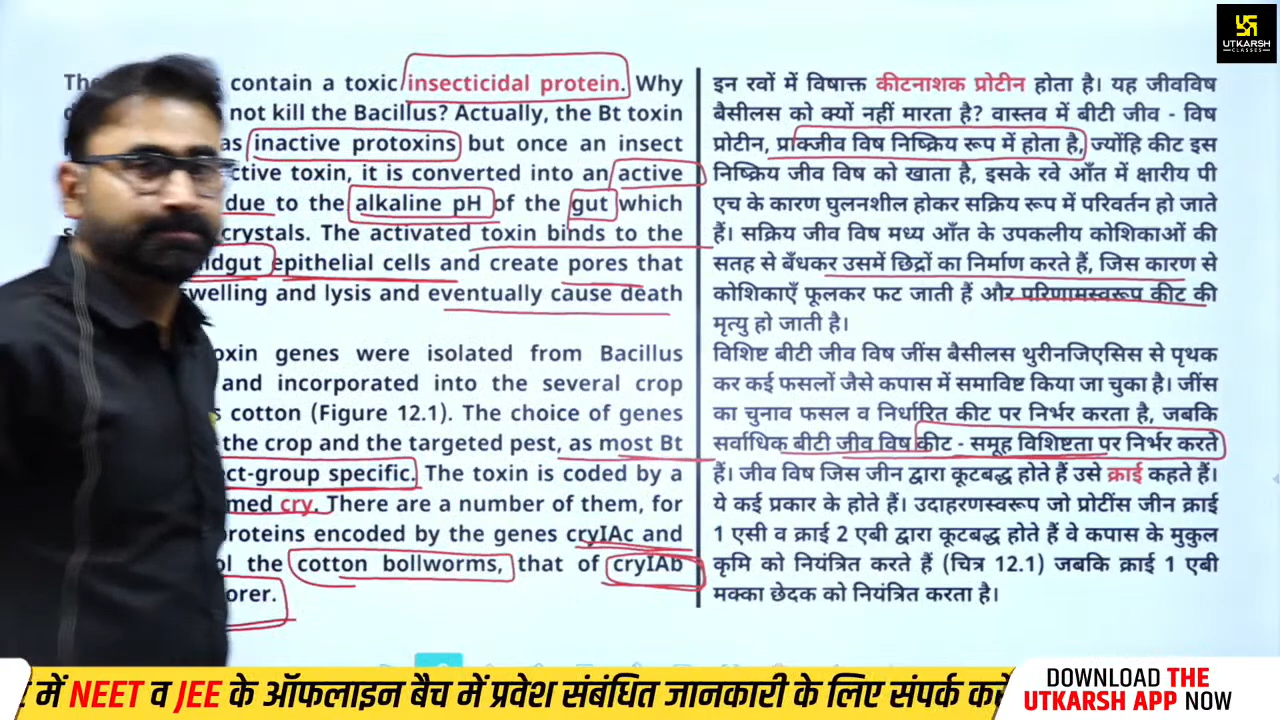 The contain a toxic insecticidal protein. Why
not kill the Bacillus? Actually, the Bt toxin
as inactive protoxins but once an insect
ctive toxin, it is converted into an active
due to the alkaline pH of the gut which
crystals. The activated toxin binds to the
idgut epithelial cells and create pores that
welling and lysis and eventually cause death
oxin genes were isolated from Bacillus
and incorporated into the several crop
s cotton (Figure 12.1). The choice of genes
the crop and the targeted pest, as most Bt
ct-group specific. The toxin is coded by a
med cry. There are a number of them, for
proteins encoded by the genes cryIAc and
ol the cotton bollworms, that of cryIAb
orer.
इन रवों में विषाक्त कीटनाशक प्रोटीन होता है। यह जीवविष
बैसीलस को क्यों नहीं मारता है? वास्तव में बीटी जीव - विष
प्रोटीन, प्राक्जीव विष निष्क्रिय रूप में होता है, ज्योंहि कीट इस
निष्क्रिय जीव विष को खाता है, इसके रवे आँत में क्षारीय पी
एच के कारण घुलनशील होकर सक्रिय रूप में परिवर्तन हो जाते
हैं। सक्रिय जीव विष मध्य आँत के उपकलीय कोशिकाओं की
सतह से बँधकर उसमें छिद्रों का निर्माण करते हैं, जिस कारण से
कोशिकाएँ फूलकर फट जाती हैं और परिणामस्वरूप कीट की
मृत्यु हो जाती है।
विशिष्ट बीटी जीव विष जींस बैसीलस थुरीनजिएसिस से पृथक
कर कई फसलों जैसे कपास में समाविष्ट किया जा चुका है। जींस
का चुनाव फसल व निर्धारित कीट पर निर्भर करता है, जबकि
सर्वाधिक बीटी जीव विष कीट - समूह विशिष्टता पर निर्भर करते
हैं। जीव विष जिस जीन द्वारा कूटबद्ध होते हैं उसे क्राई कहते हैं।
ये कई प्रकार के होते हैं। उदाहरणस्वरूप जो प्रोटींस जीन क्राई
1 एसी व क्राई 2 एबी द्वारा कूटबद्ध होते हैं वे कपास के मुकुल
कृमि को नियंत्रित करते हैं (चित्र 12.1) जबकि क्राई 1 एबी
मक्का छेदक को नियंत्रित करता है।
UTKARSH
CLASSES
में NEET व JEE के ऑफलाइन बैच में प्रवेश संबंधित जानकारी के लिए संपर्क करें
DOWNLOAD THE
UTKARSH APP NOW